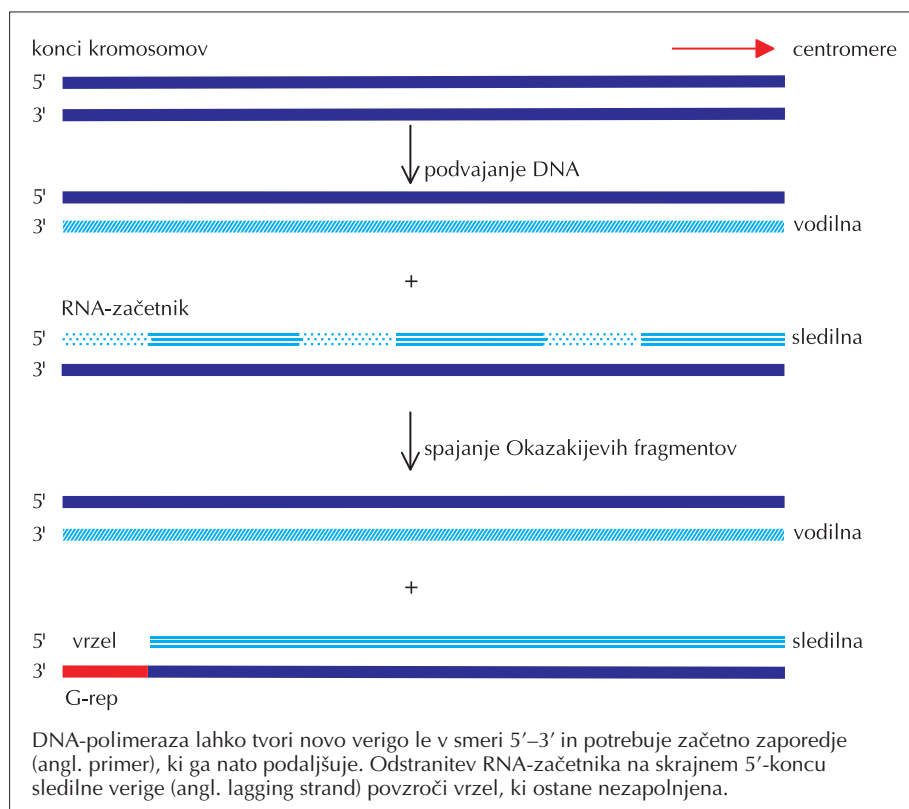 konci kromosomov centromere
5'
3'
podvajanje DNA
5'
3' vodilna
+
RNA-začetnik
5' sledilna
3'
spajanje Okazakijevih fragmentov
5'
3' vodilna
+
5' vrzel sledilna
3'
G-rep
DNA-polimeraza lahko tvori novo verigo le v smeri 5’–3’ in potrebuje začetno zaporedje
(angl. primer), ki ga nato podaljšuje. Odstranitev RNA-začetnika na skrajnem 5’-koncu
sledilne verige (angl. lagging strand) povzroči vrzel, ki ostane nezapolnjena.